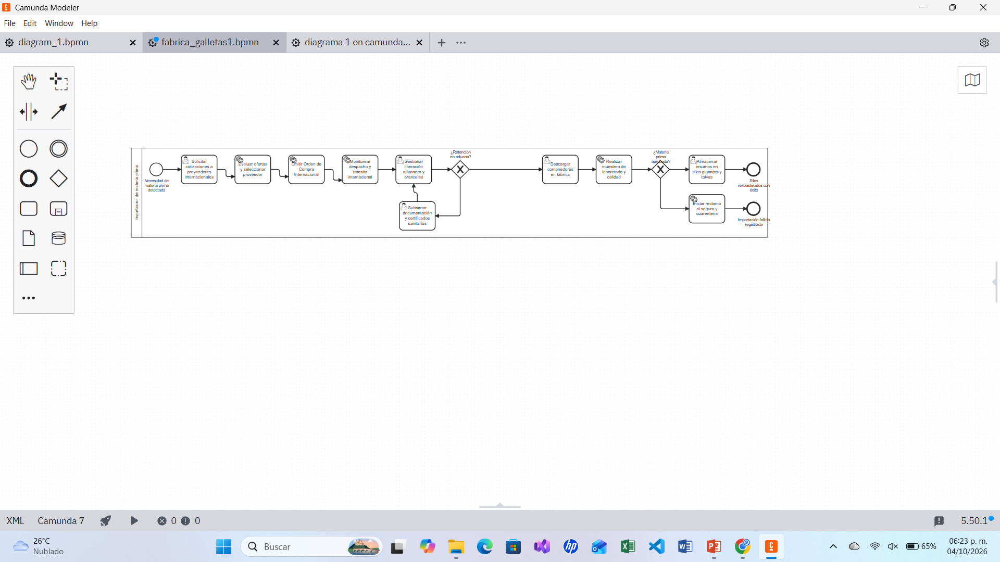 Camunda Modeler
File Edit Window Help
diagram_1.bpmn
fabrica_galletas1.bpmn
diagrama 1 en camunda...
importacion de materia prima
Necesidad de
materia prima
detectada
Solicitar
cotizaciones a
proveedores
internacionales
Evaluar ofertas
y seleccionar
proveedor
Emitir Orden de
Compra
Internacional
Monitorear
despacho y
tránsito
internacional
Gestionar
liberación
aduanera y
aranceles
¿Retención
en aduana?
Subsanar
documentación
y certificados
sanitarios
Descargar
contenedores
en fábrica
Realizar
muestreo de
laboratorio y
calidad
¿Materia
prima
aprobada?
Almacenar
insumos en
silos gigantes y
tolvas
Silos
reabastecidos con
éxito
Iniciar reclamo
al seguro y
cuarentena
Importación fallida
registrada
XML Camunda 7 0 0 5.50.1
26°C
Nublado
Buscar
hp
65%
06:23 p. m.
04/10/2026